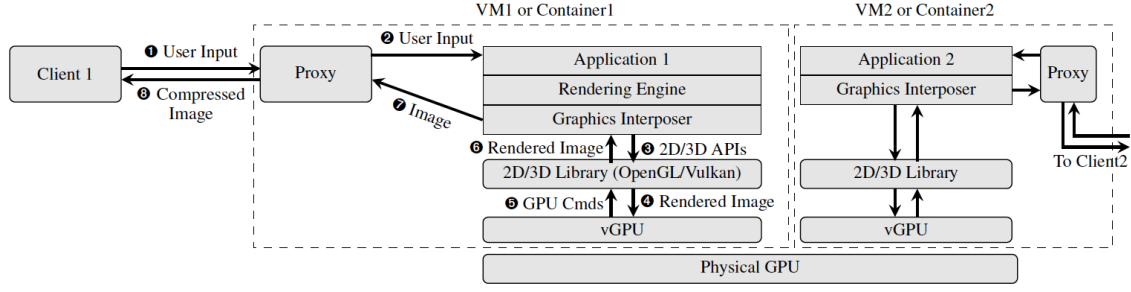 VM1 or Container1
VM2 or Container2
❶ User Input
❷ User Input
Client 1
Proxy
Application 1
Rendering Engine
Graphics Interposer
❽ Compressed
Image
❼ Image
❻ Rendered Image
❸ 2D/3D APIs
2D/3D Library (OpenGL/Vulkan)
❺ GPU Cmds
❹ Rendered Image
vGPU
Application 2
Graphics Interposer
Proxy
To Client2
2D/3D Library
vGPU
Physical GPU